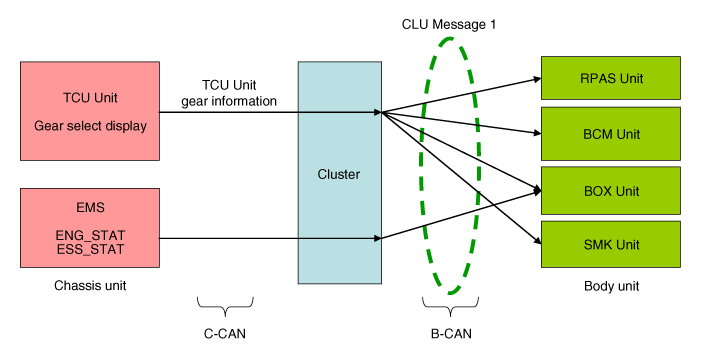 CLU Message 1
TCU Unit
Gear select display
TCU Unit
gear information
Cluster
RPAS Unit
BCM Unit
BOX Unit
SMK Unit
EMS
ENG_STAT
ESS_STAT
Chassis unit
Body unit
C-CAN
B-CAN